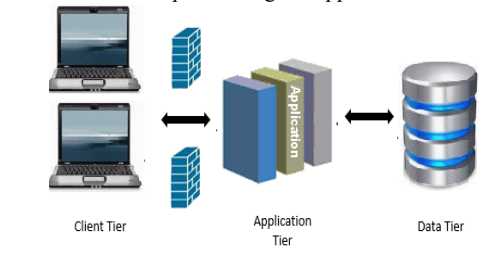 Application
Client Tier
Application
Tier
Data Tier